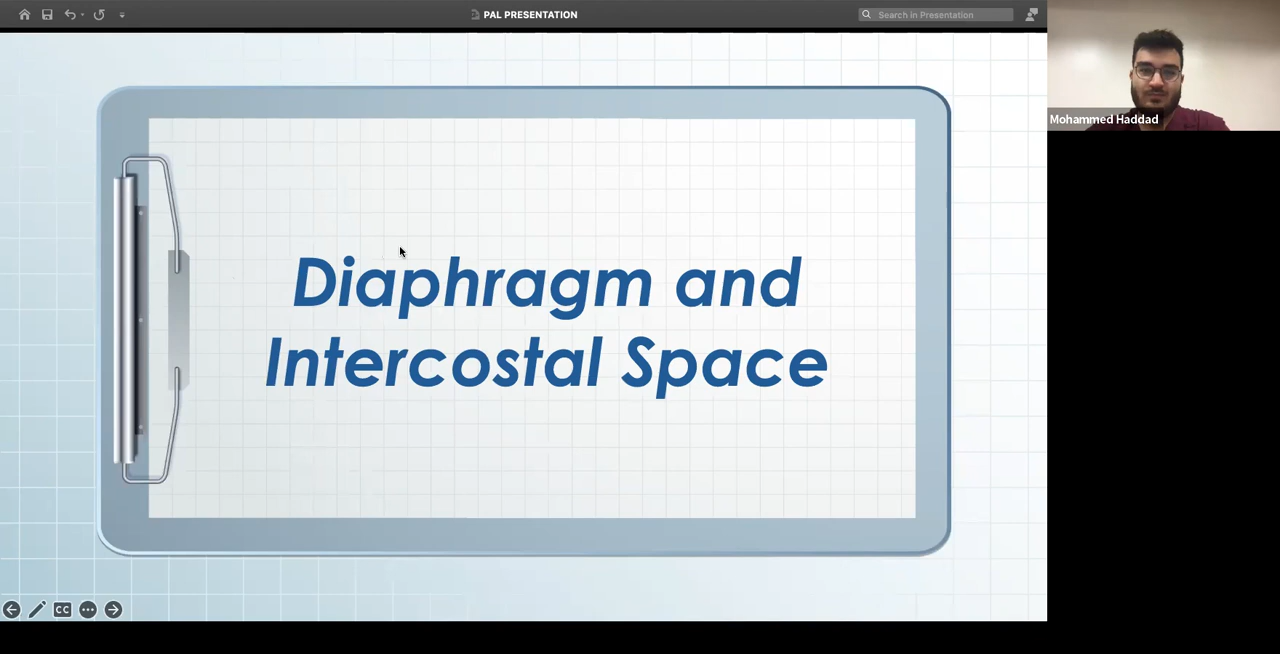 PAL PRESENTATION
Search in Presentation
Mohammed Haddad
Diaphragm and
Intercostal Space
CC